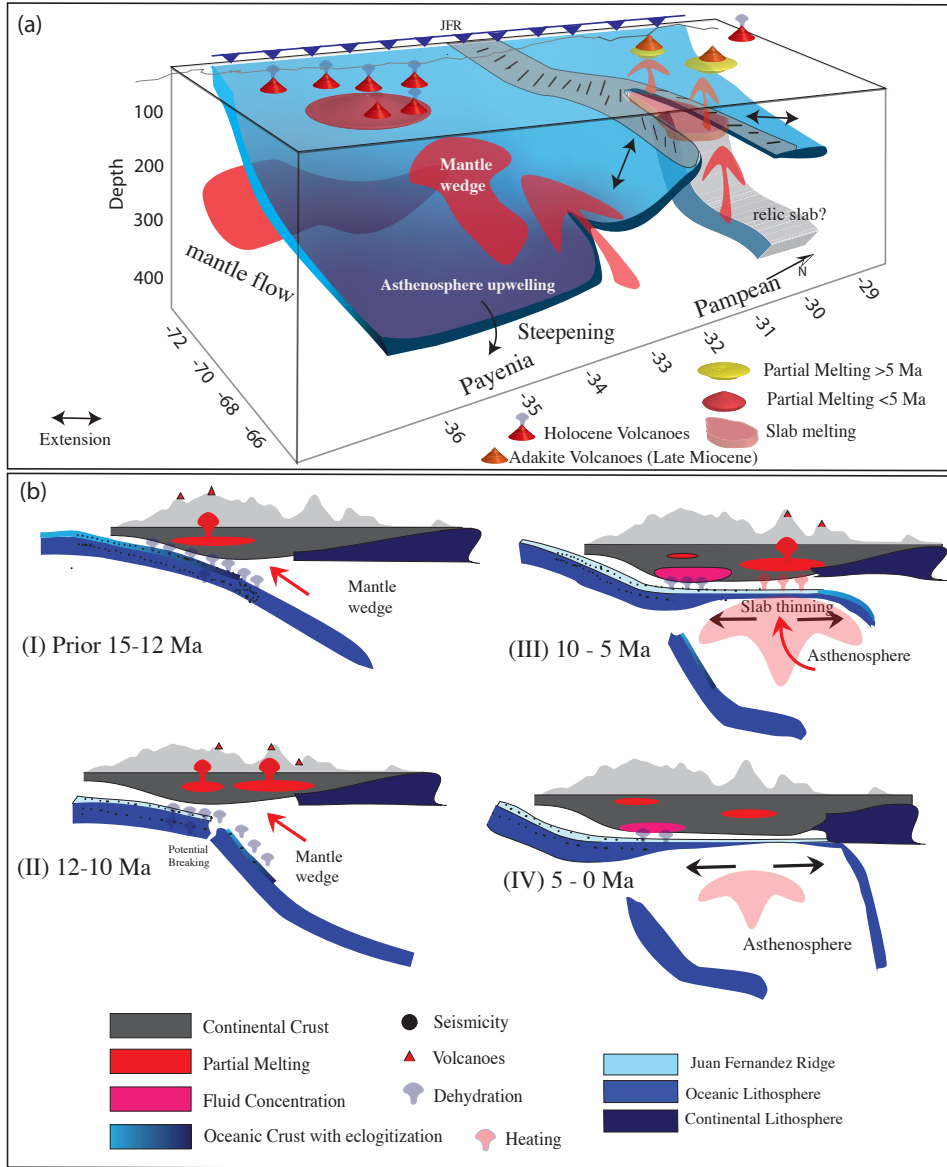 (a)
JFR
Depth
100
200
300
400
Mantle
wedge
relic slab?
N
mantle flow
Asthenosphere upwelling
Steepening
Payenia
Pampean
-72
-70
-68
-66
-36
-35
-34
-33
-32
-31
-30
-29
Extension
Partial Melting >5 Ma
Partial Melting <5 Ma
Slab melting
Holocene Volcanoes
Adakite Volcanoes (Late Miocene)
(b)
Mantle
wedge
(I) Prior 15-12 Ma
Slab thinning
Asthenosphere
(III) 10 - 5 Ma
Potential
Breaking
Mantle
wedge
(II) 12-10 Ma
(IV) 5 - 0 Ma
Asthenosphere
Continental Crust
Partial Melting
Fluid Concentration
Oceanic Crust with eclogitization
Seismicity
Volcanoes
Dehydration
Heating
Juan Fernandez Ridge
Oceanic Lithosphere
Continental Lithosphere